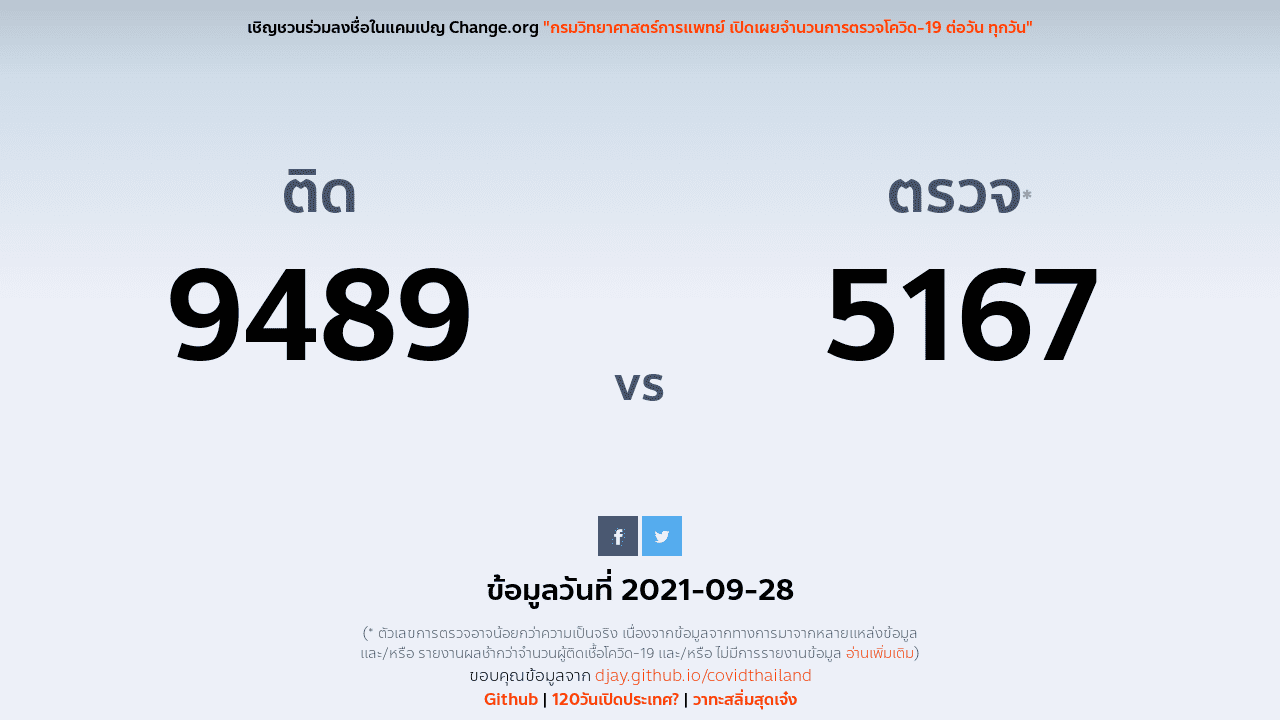 เชิญชวนร่วมลงชื่อในแคมเปญ Change.org "กรมวิทยาศาสตร์การแพทย์ เปิดเผยจำนวนการตรวจโควิด-19 ต่อวัน ทุกวัน"
ติด
9489
vs
ตรวจ*
5167
ข้อมูลวันที่ 2021-09-28
(* ตัวเลขการตรวจอาจน้อยกว่าความเป็นจริง เนื่องจากข้อมูลจากทางการมาจากหลายแหล่งข้อมูล
และ/หรือ รายงานผลช้ากว่าจำนวนผู้ติดเชื้อโควิด-19 และ/หรือ ไม่มีการรายงานข้อมูล อ่านเพิ่มเติม)
ขอบคุณข้อมูลจาก djay.github.io/covidthailand
Github | 120วันเปิดประเทศ? | วาทะสลิ่มสุดเจ๋ง